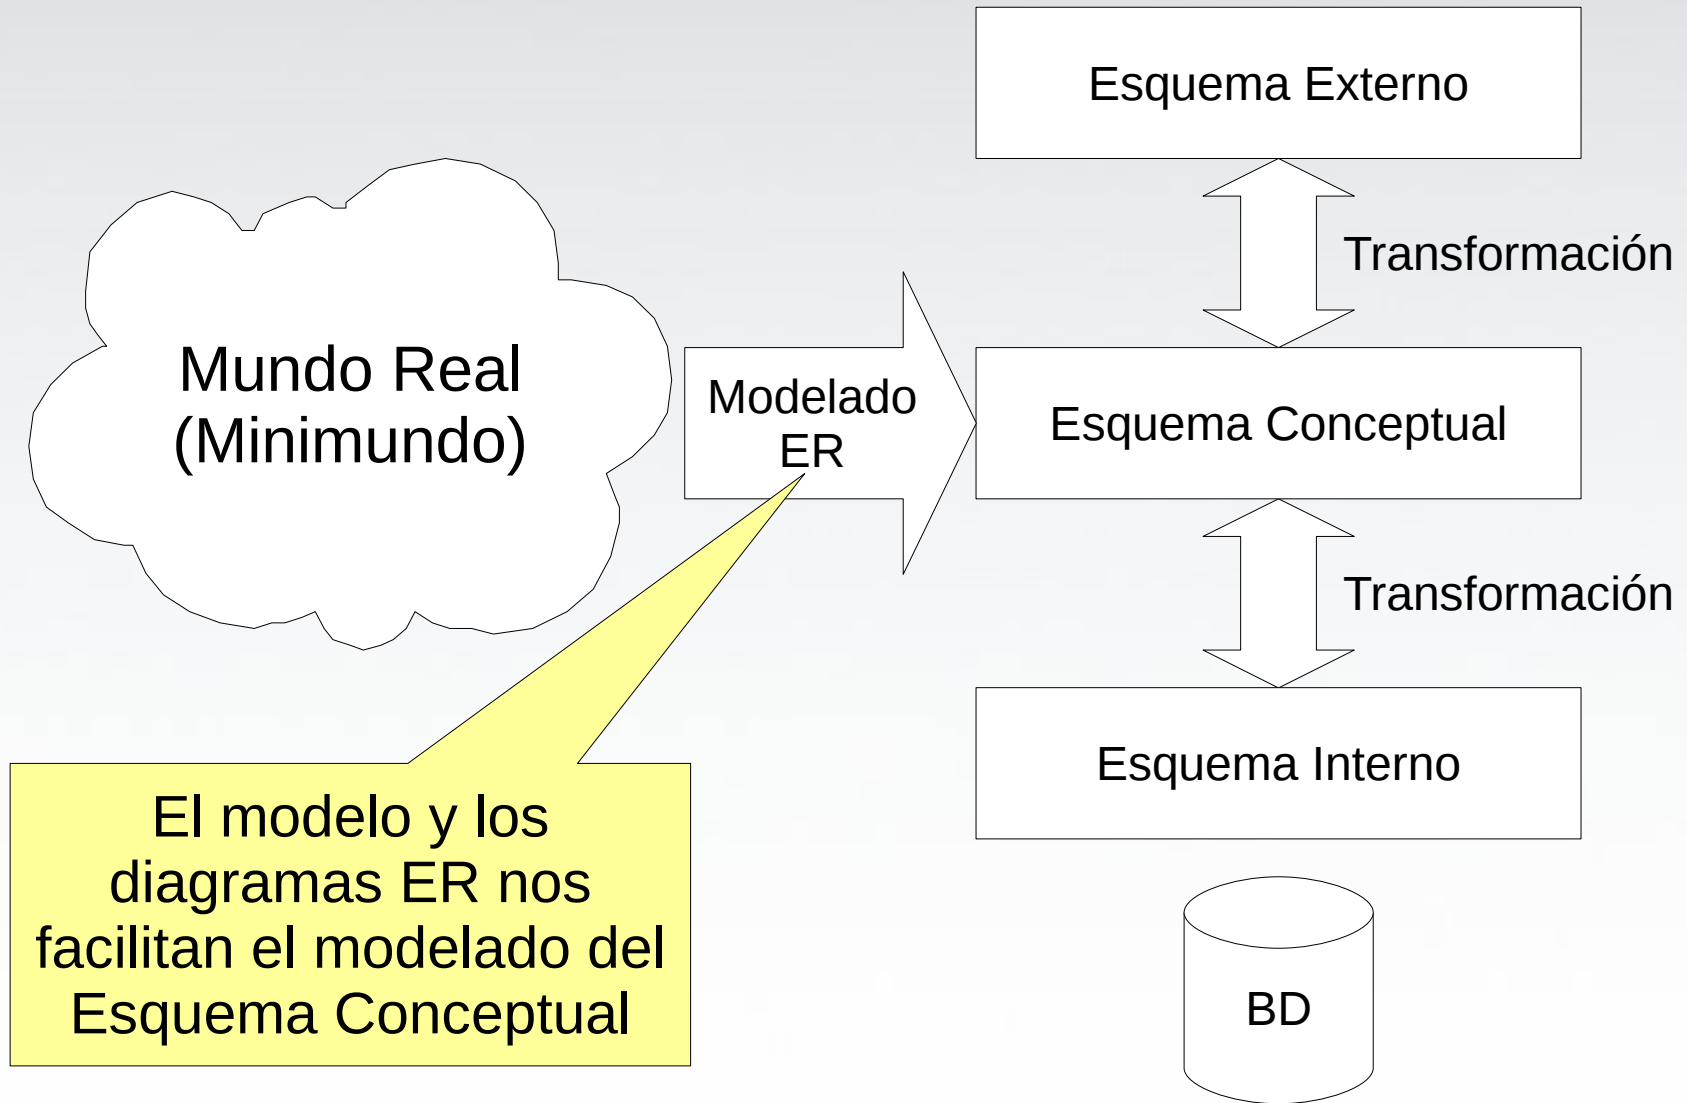 Esquema Externo
Transformación
Mundo Real
(Minimundo)
Modelado
ER
Esquema Conceptual
Transformación
Esquema Interno
El modelo y los
diagramas ER nos
facilitan el modelado del
Esquema Conceptual
BD